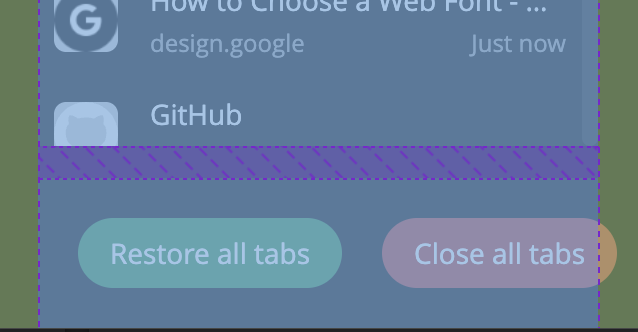 How to Choose a Web Font - ...
design.google
Just now
GitHub
Restore all tabs
Close all tabs